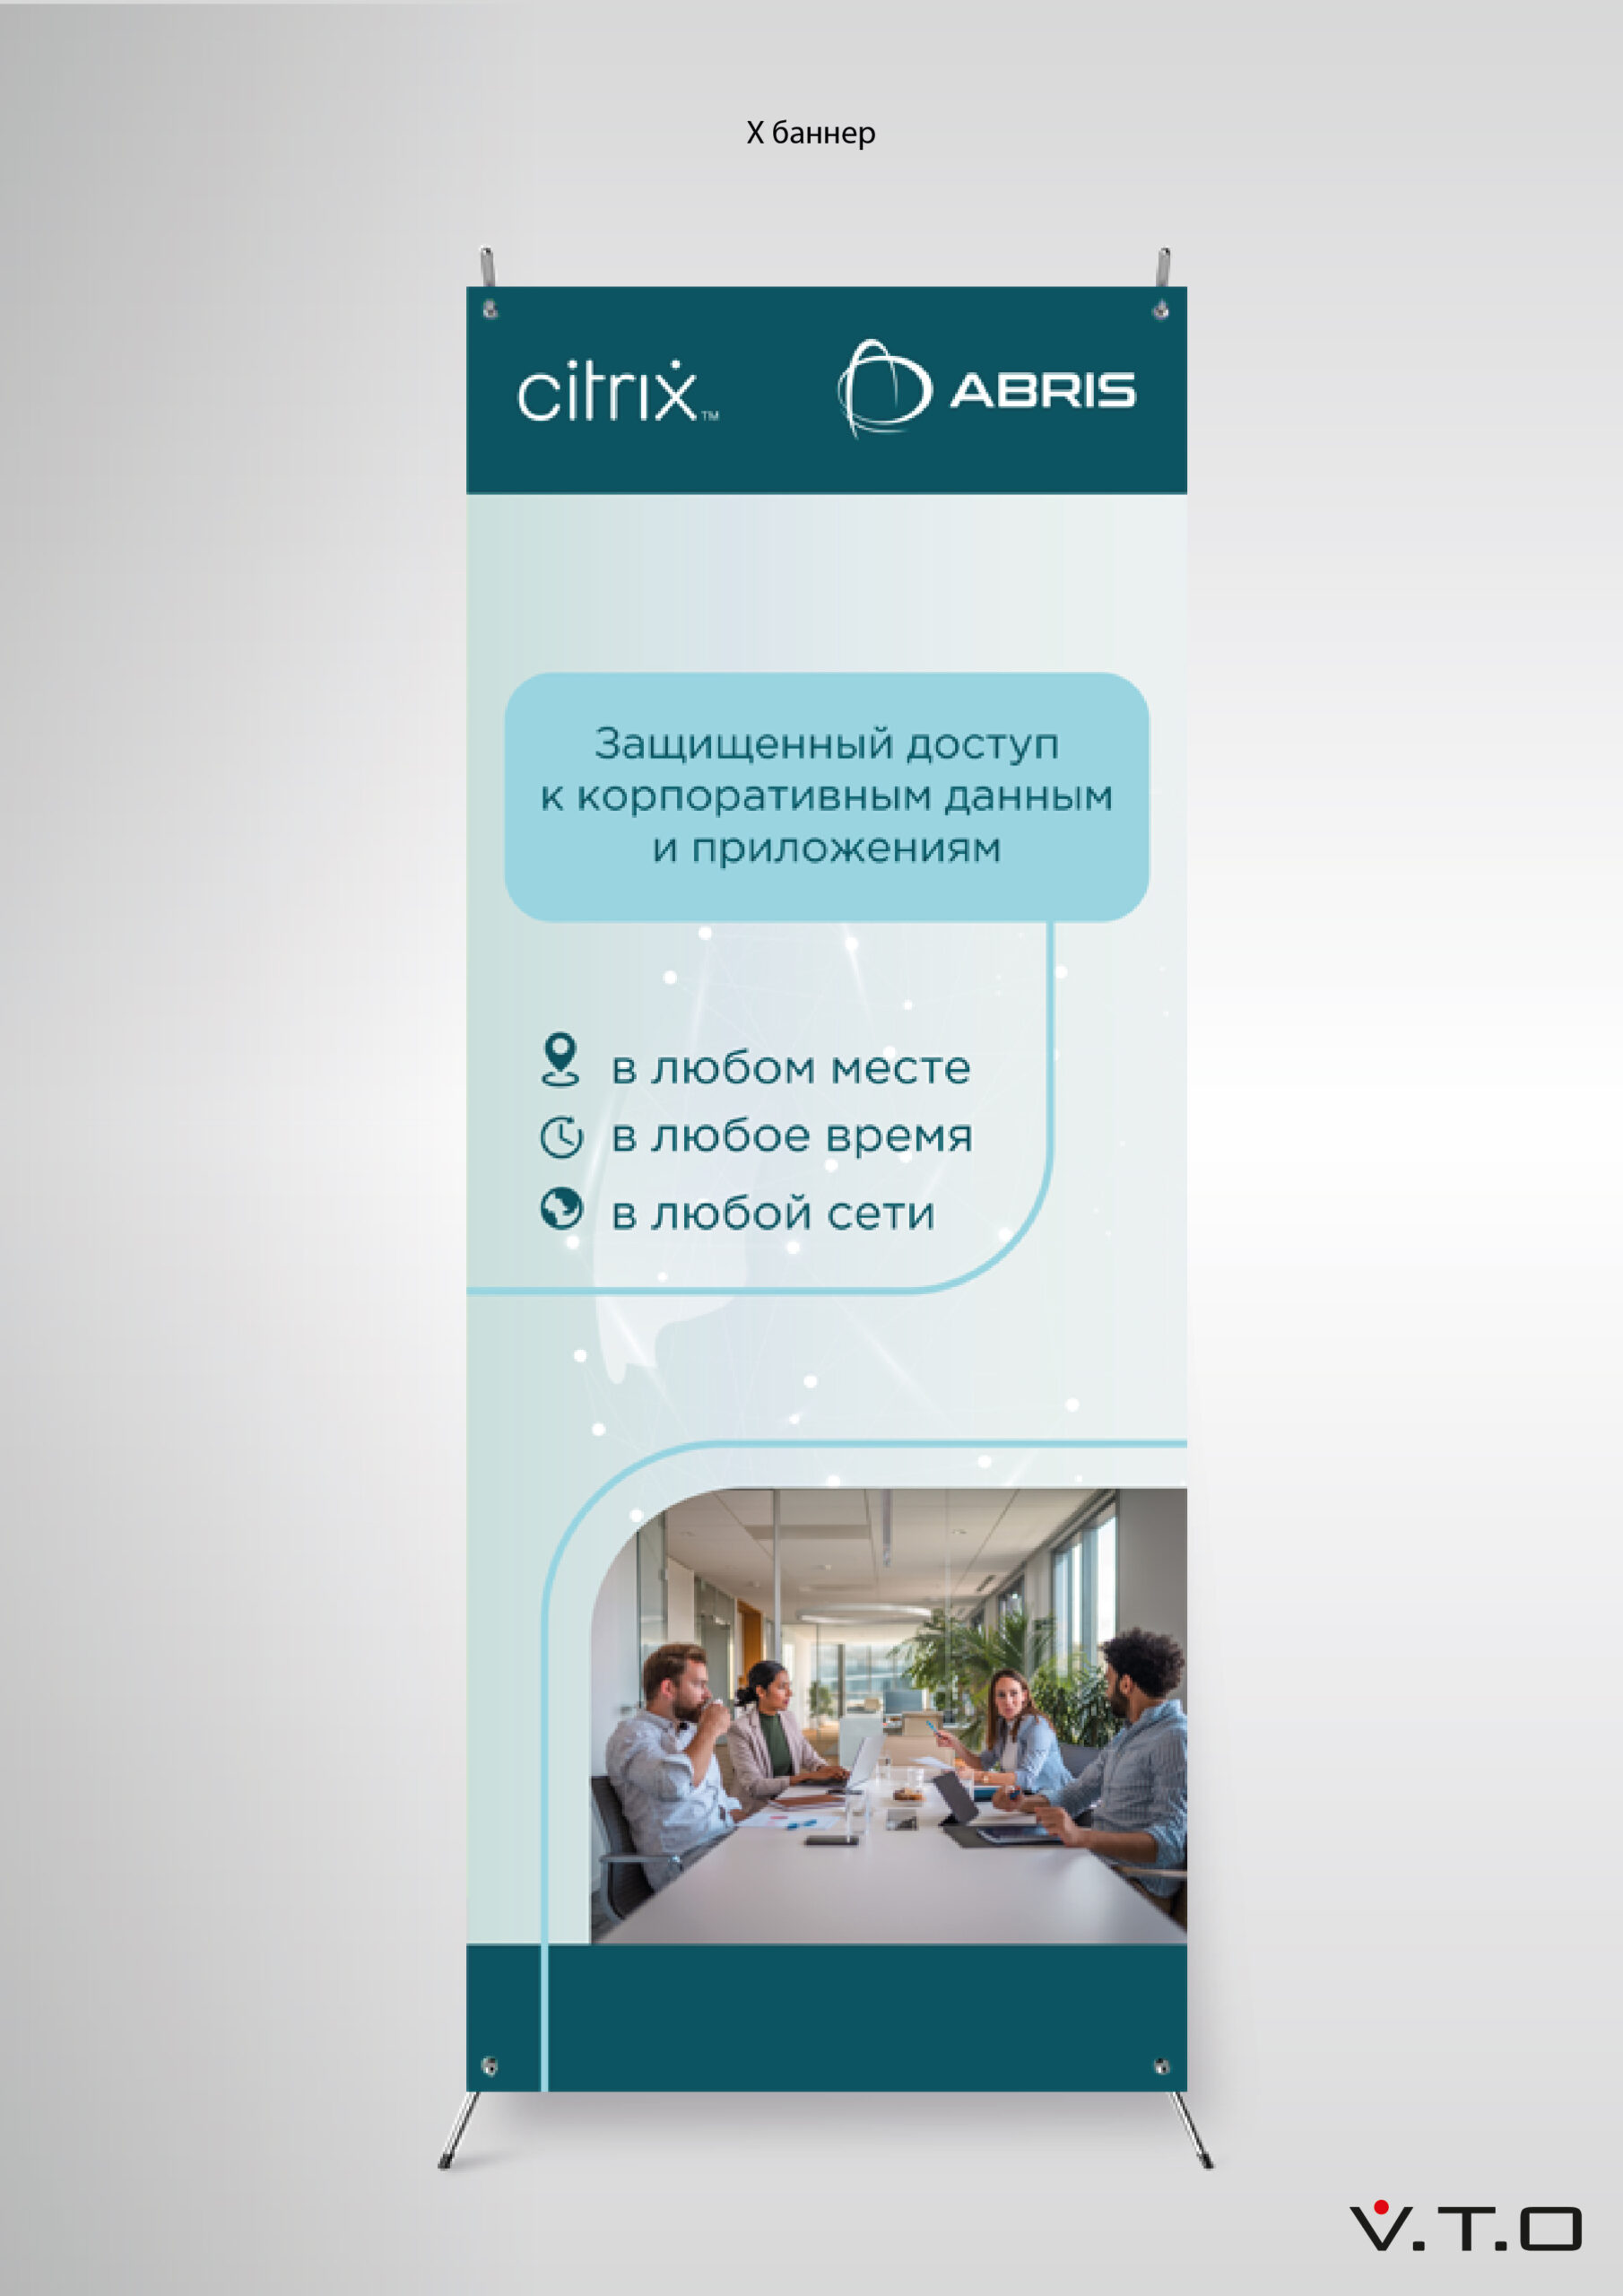 X баннер
citrix™
ABRIS
Защищенный доступ
к корпоративным данным
и приложениям
в любом месте
в любое время
в любой сети
V.T.O